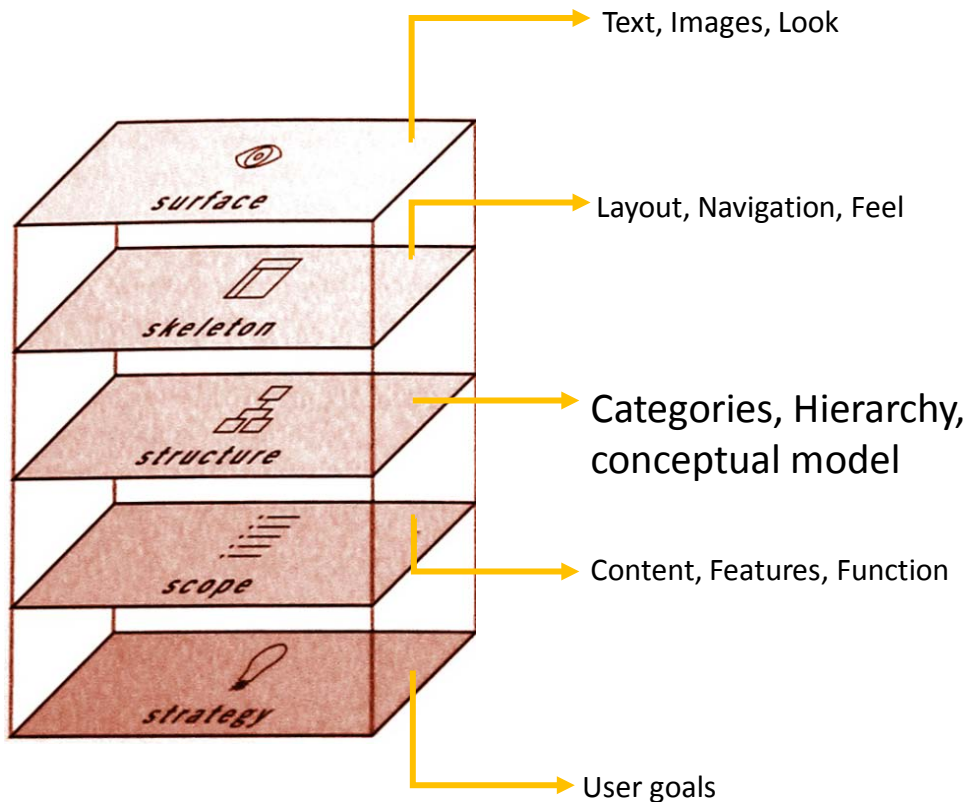 Text, Images, Look
surface
Layout, Navigation, Feel
skeleton
Categories, Hierarchy,
conceptual model
structure
Content, Features, Function
scope
strategy
User goals